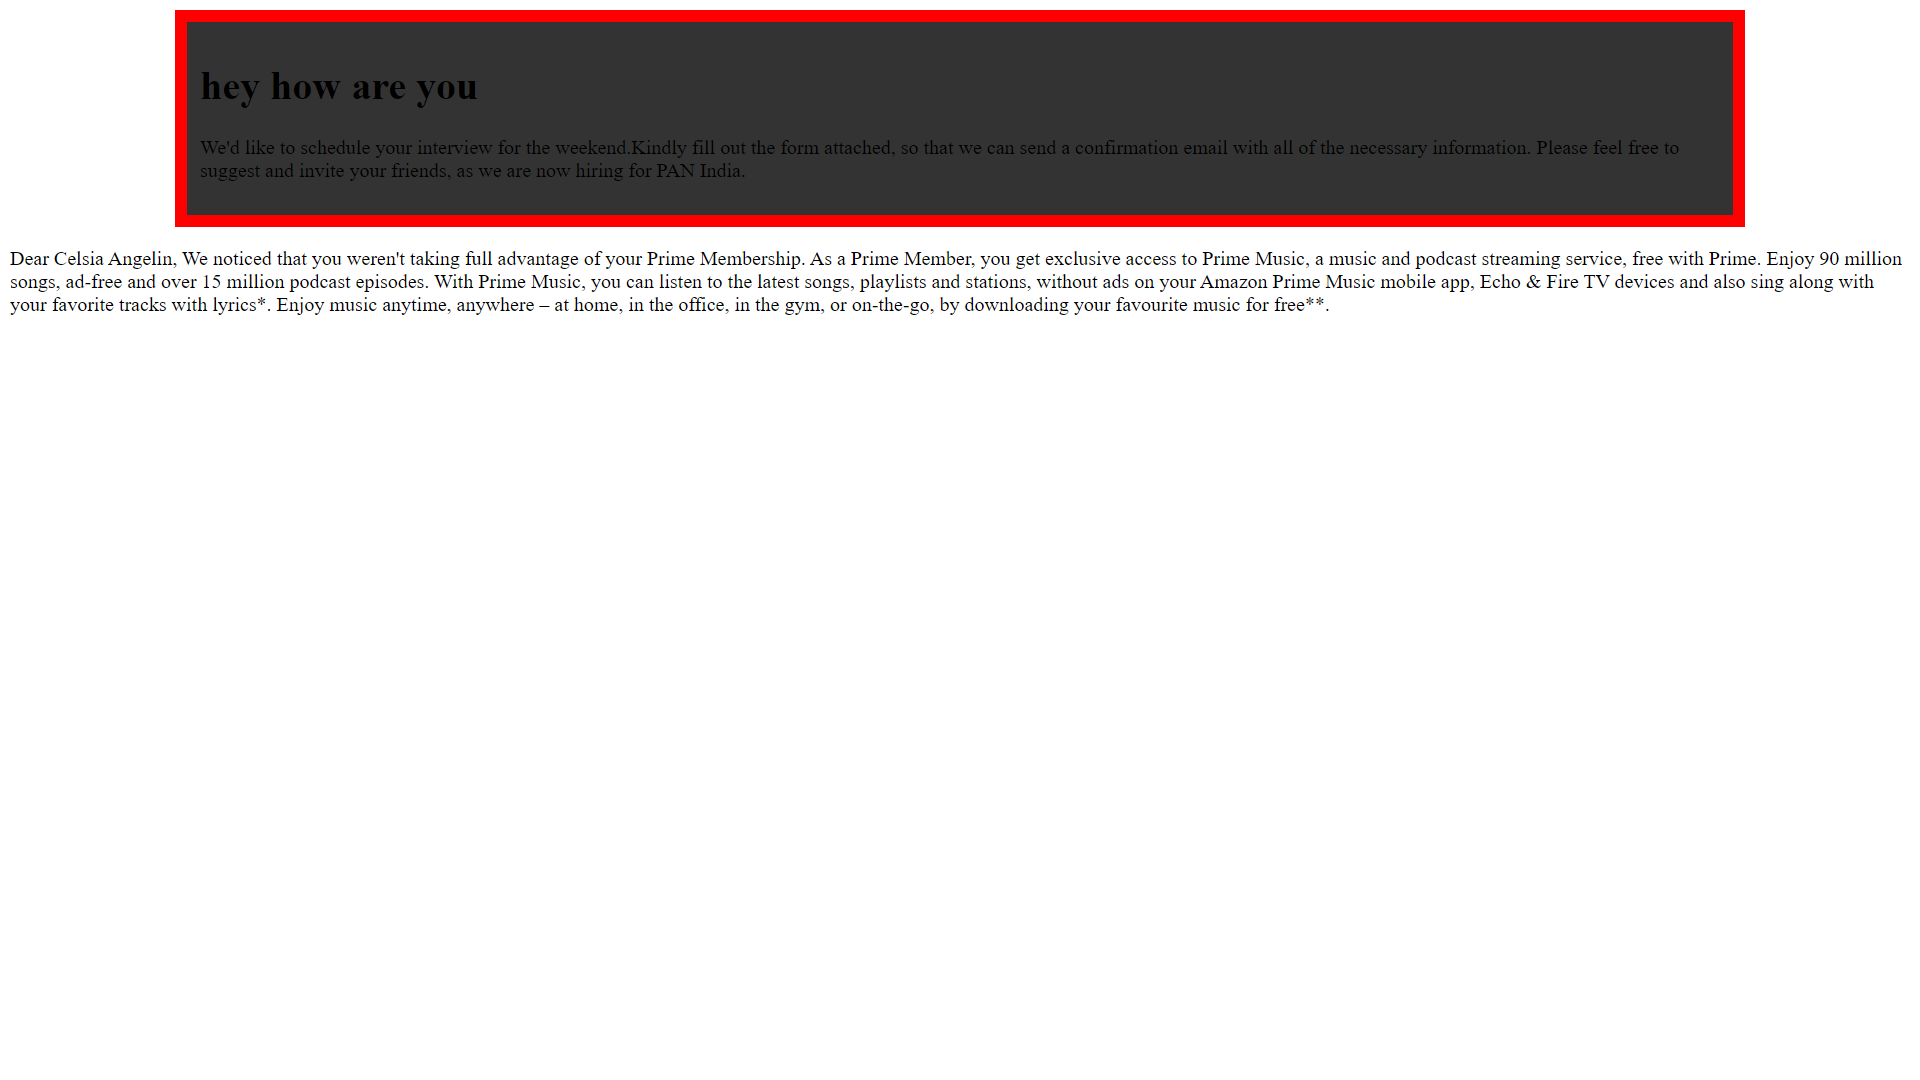 hey how are you
We'd like to schedule your interview for the weekend.Kindly fill out the form attached, so that we can send a confirmation email with all of the necessary information. Please feel free to
suggest and invite your friends, as we are now hiring for PAN India.
Dear Celsia Angelin, We noticed that you weren't taking full advantage of your Prime Membership. As a Prime Member, you get exclusive access to Prime Music, a music and podcast streaming service, free with Prime. Enjoy 90 million
songs, ad-free and over 15 million podcast episodes. With Prime Music, you can listen to the latest songs, playlists and stations, without ads on your Amazon Prime Music mobile app, Echo & Fire TV devices and also sing along with
your favorite tracks with lyrics*. Enjoy music anytime, anywhere – at home, in the office, in the gym, or on-the-go, by downloading your favourite music for free**.